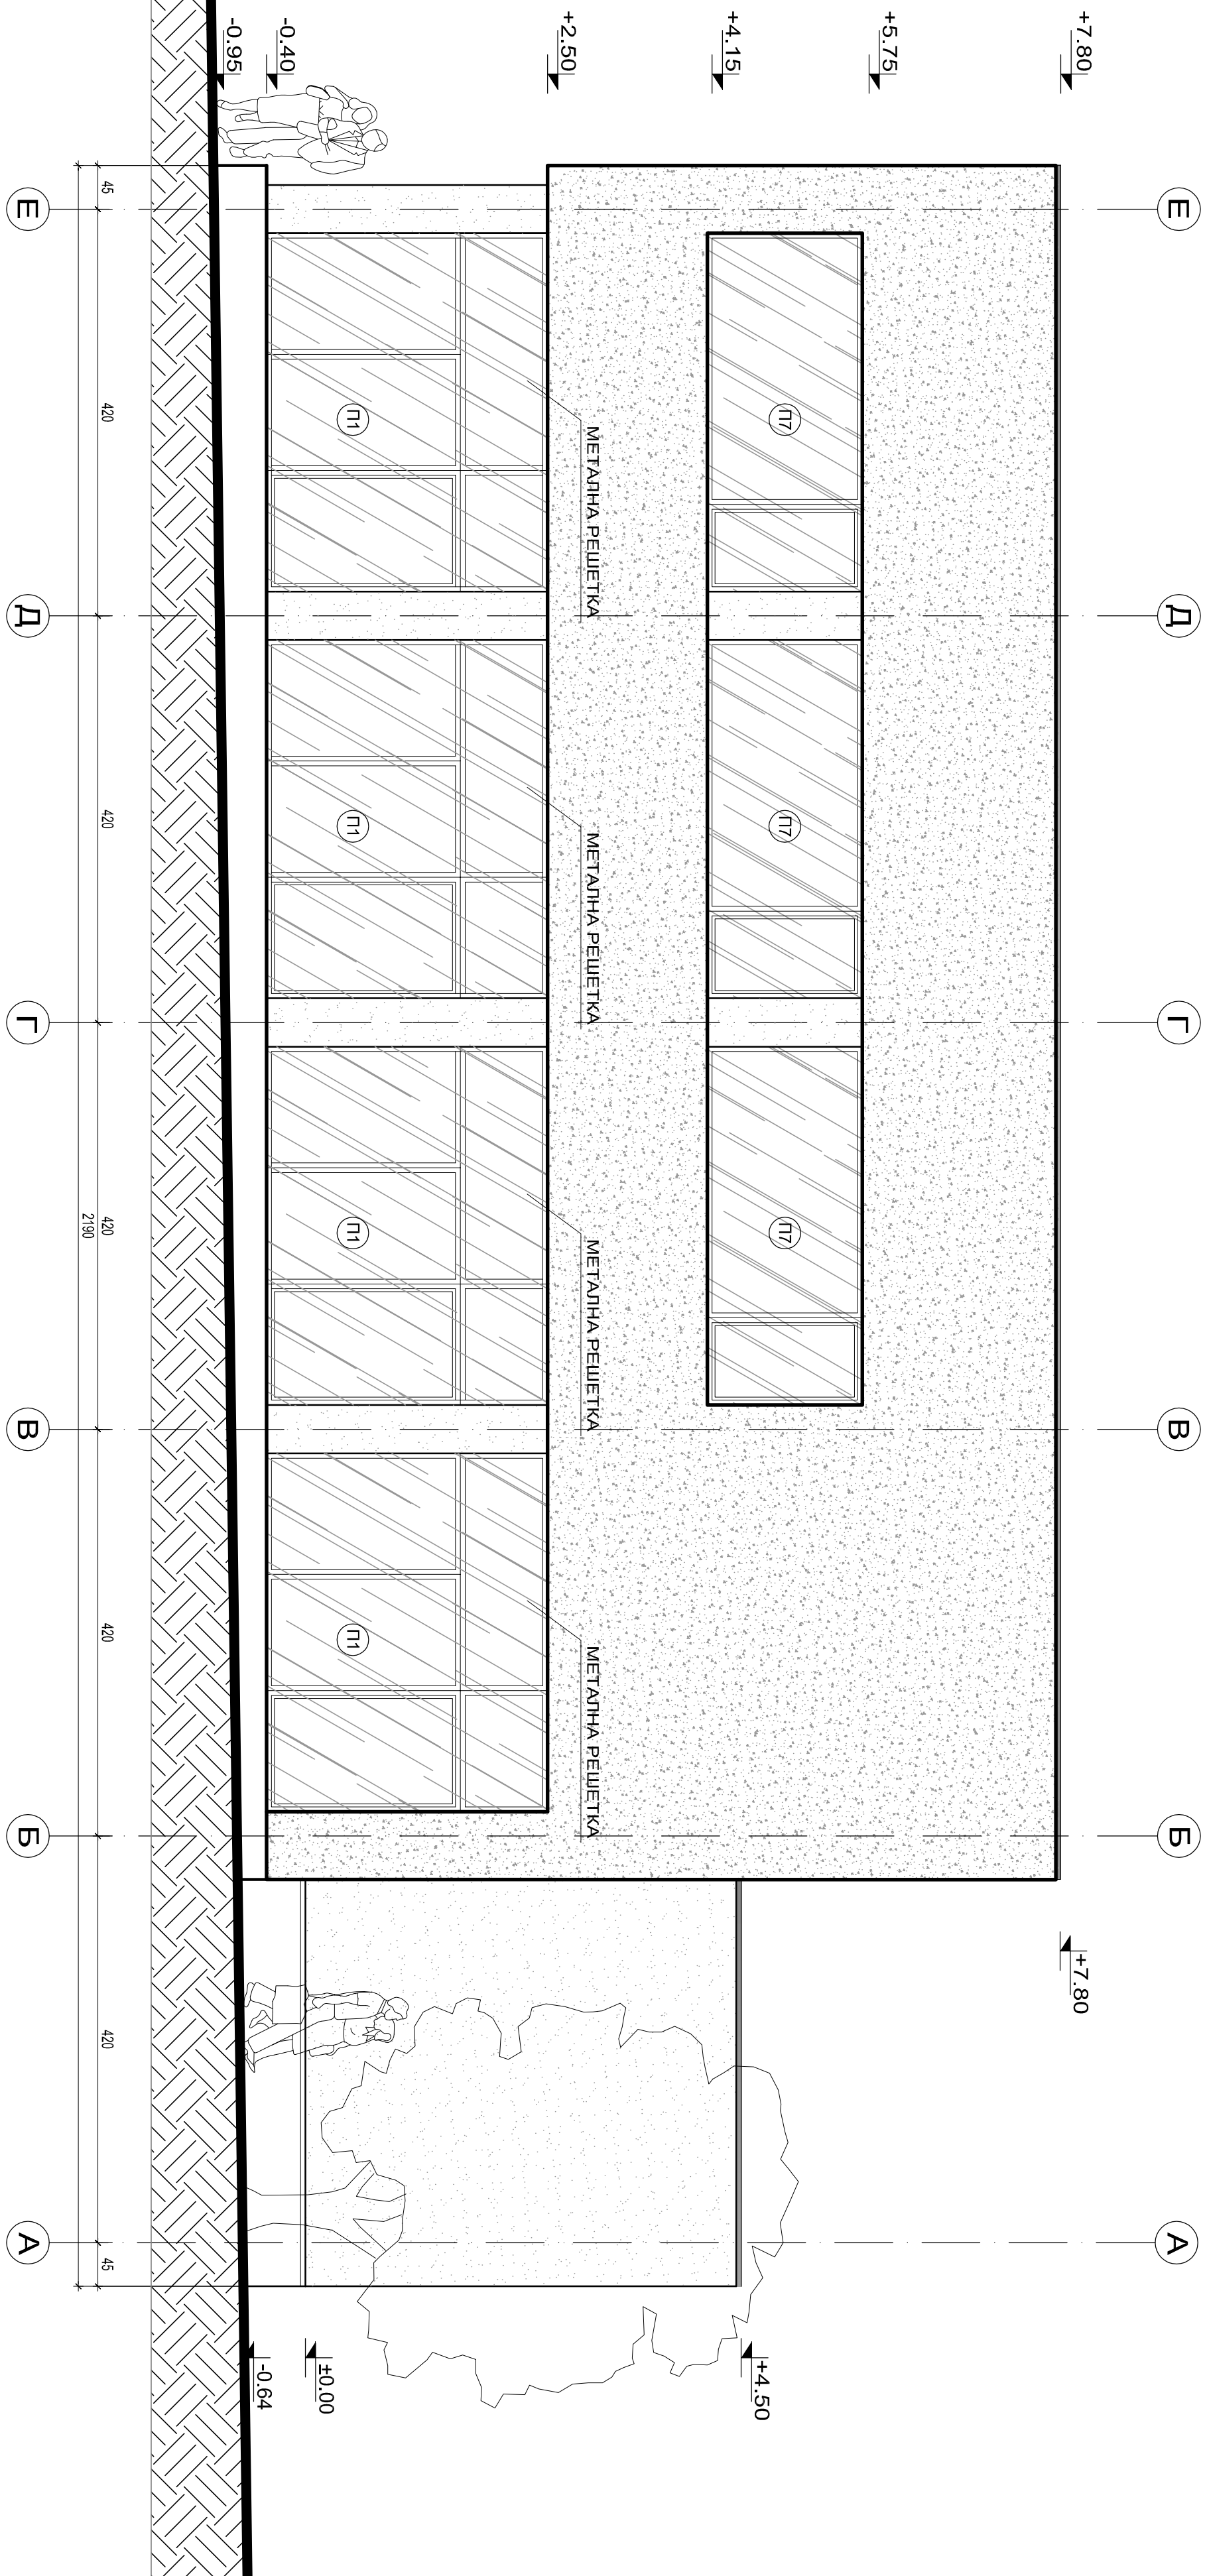 Е
Д
Г
В
Б
А
+7.80
+7.80
+5.75
+4.15
+4.50
+2.50
-0.40
-0.95
±0.00
-0.64
П7
П7
П7
МЕТАЛНА РЕШЕТКА
МЕТАЛНА РЕШЕТКА
МЕТАЛНА РЕШЕТКА
МЕТАЛНА РЕШЕТКА
П1
П1
П1
П1
45
420
420
420
420
420
45
2190
Е
Д
Г
В
Б
А